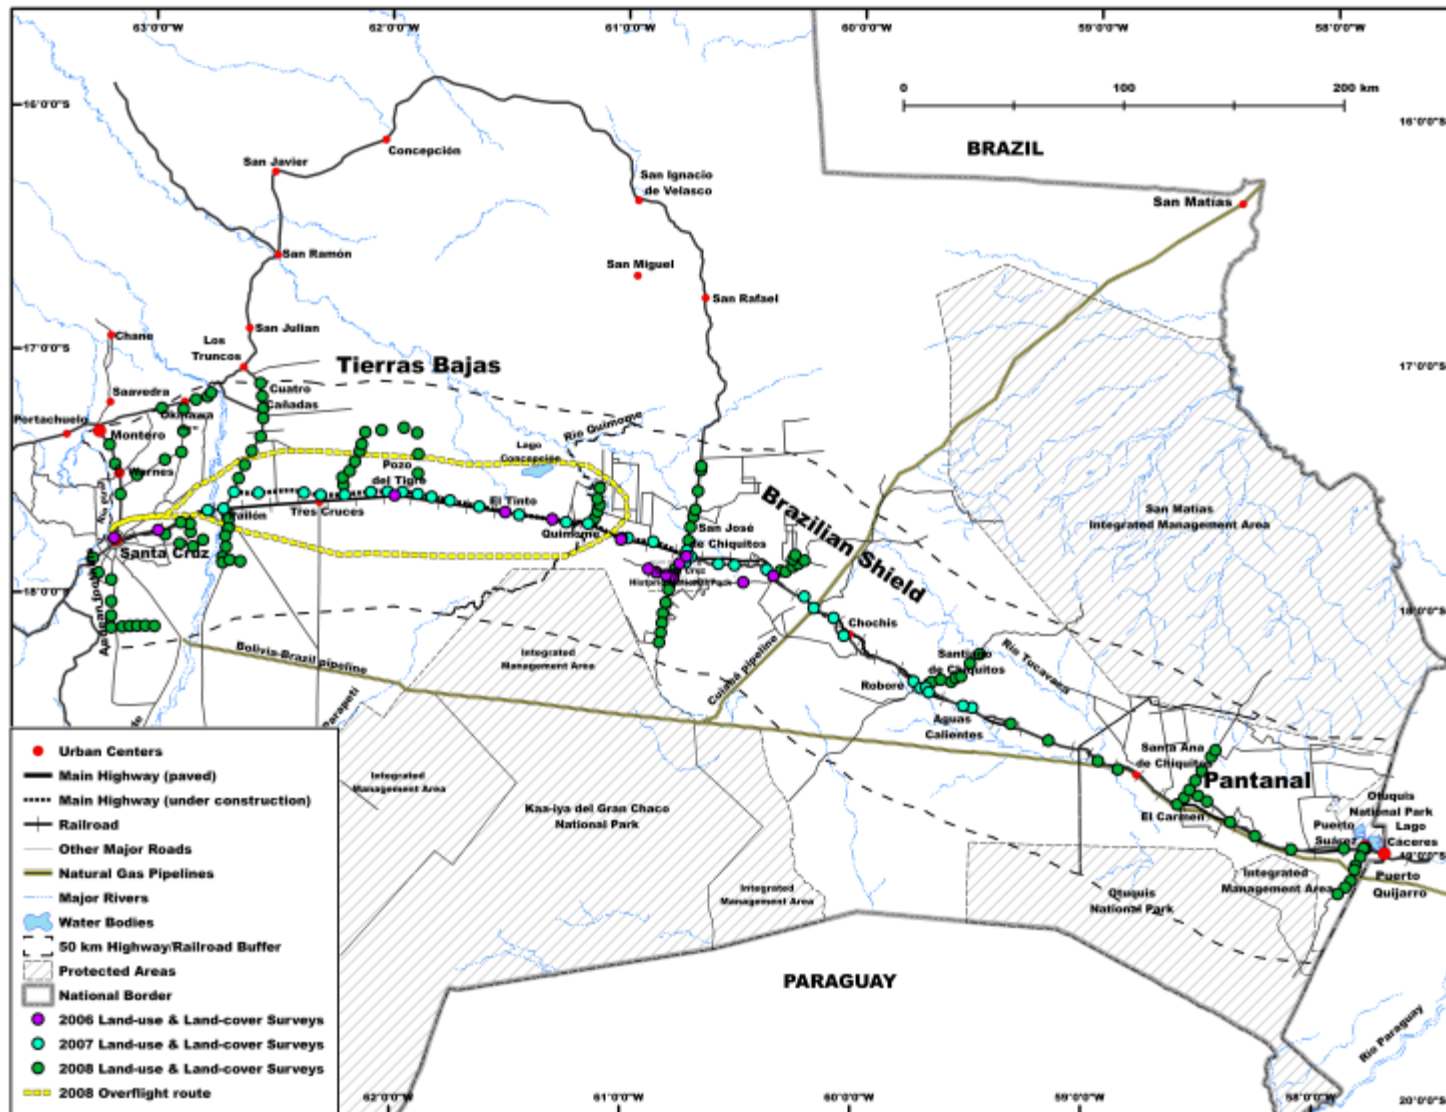 63°0'0"W
62°0'0"W
61°0'0"W
60°0'0"W
59°0'0"W
58°0'0"W
0 100 200 km
16°0'0"S
16°0'0"S
BRAZIL
Concepción
San Javier
San Ignacio
de Velasco
San Matías
San Ramón
San Miguel
San Rafael
Chane
San Julian
Los
Truncos
17°0'0"S
17°0'0"S
Tierras Bajas
Saavedra
Cuatro
Cañadas
Okinawa
Portachuelo
Montero
Rio Quimome
Lago
Concepción
Warnes
Pozo
del Tigre
El Tinto
Brazilian Shield
San Matias
Integrated Management Area
Tres Cruces
Quimome
San José
de Chiquitos
Santa Cruz
18°0'0"S
18°0'0"S
Chochis
Bolivia-Brazil pipeline
Integrated
Management Area
Cuiabá pipeline
Santiago
de Chiquitos
Rio Tucavaca
Roboré
Parapeti
Aguas
Calientes
Santa Ana
de Chiquitos
Pantanal
Integrated
Management Area
Kaa-iya del Gran Chaco
National Park
El Carmen
Otuquis
National Park
Puerto
Suárez
Lago
Cáceres
Puerto
Quijarro
Integrated
Management Area
Integrated
Management Area
Otuquis
National Park
PARAGUAY
Rio Paraguay
Urban Centers
Main Highway (paved)
Main Highway (under construction)
Railroad
Other Major Roads
Natural Gas Pipelines
Major Rivers
Water Bodies
50 km Highway/Railroad Buffer
Protected Areas
National Border
2006 Land-use & Land-cover Surveys
2007 Land-use & Land-cover Surveys
2008 Land-use & Land-cover Surveys
2008 Overflight route
62°0'0"W
61°0'0"W
60°0'0"W
59°0'0"W
58°0'0"W
20°0'0"S